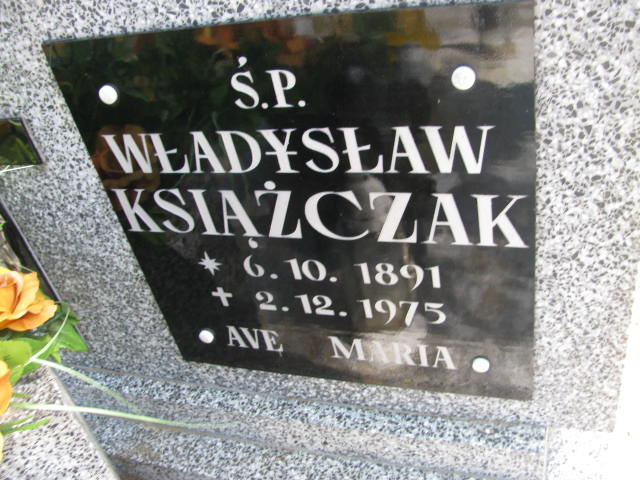 Ś.P.
WŁADYSŁAW
KSIĄŻCZAK
* 6.10.1891
✝ 2.12.1975
AVE MARIA